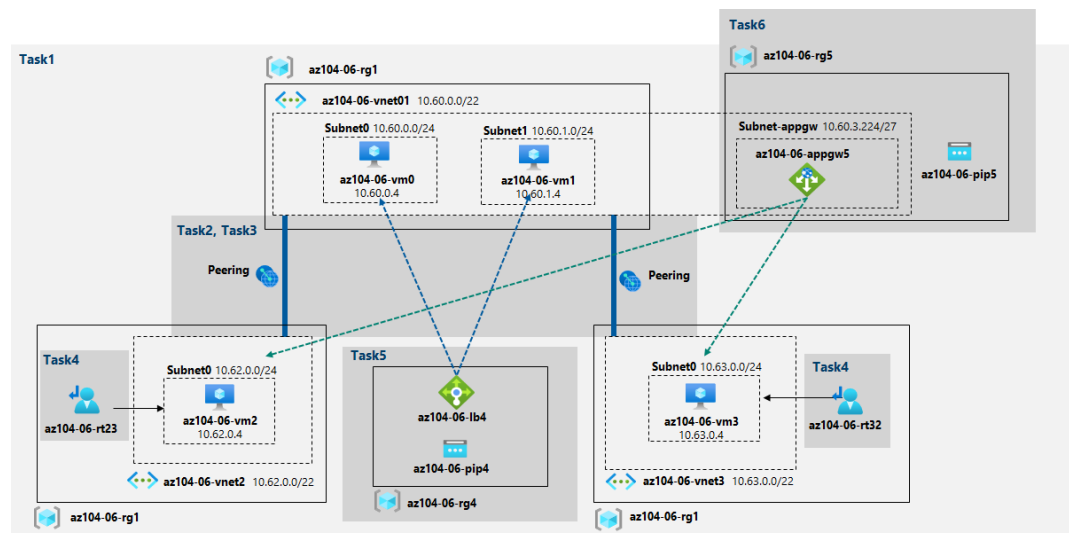 Task6
az104-06-rg5
Task1
az104-06-rg1
az104-06-vnet01 10.60.0.0/22
Subnet0 10.60.0.0/24
Subnet1 10.60.1.0/24
Subnet-appgw 10.60.3.224/27
az104-06-appgw5
az104-06-pip5
az104-06-vm0
10.60.0.4
az104-06-vm1
10.60.1.4
Task2, Task3
Peering
Peering
Task4
Subnet0 10.62.0.0/24
az104-06-rt23
az104-06-vm2
10.62.0.4
az104-06-vnet2 10.62.0.0/22
az104-06-rg1
Task5
az104-06-lb4
az104-06-pip4
az104-06-rg4
Subnet0 10.63.0.0/24
Task4
az104-06-vm3
10.63.0.4
az104-06-rt32
az104-06-vnet3 10.63.0.0/22
az104-06-rg1